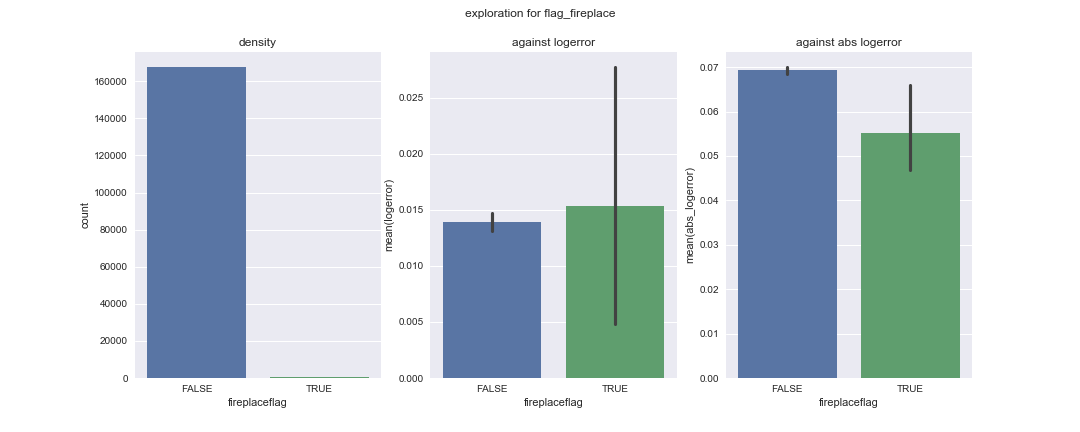 exploration for flag_fireplace
density
160000
140000
120000
100000
80000
60000
40000
20000
0
count
FALSE
TRUE
fireplaceflag
against logerror
0.025
0.020
0.015
0.010
0.005
0.000
mean(logerror)
FALSE
TRUE
fireplaceflag
against abs logerror
0.07
0.06
0.05
0.04
0.03
0.02
0.01
0.00
mean(abs_logerror)
FALSE
TRUE
fireplaceflag